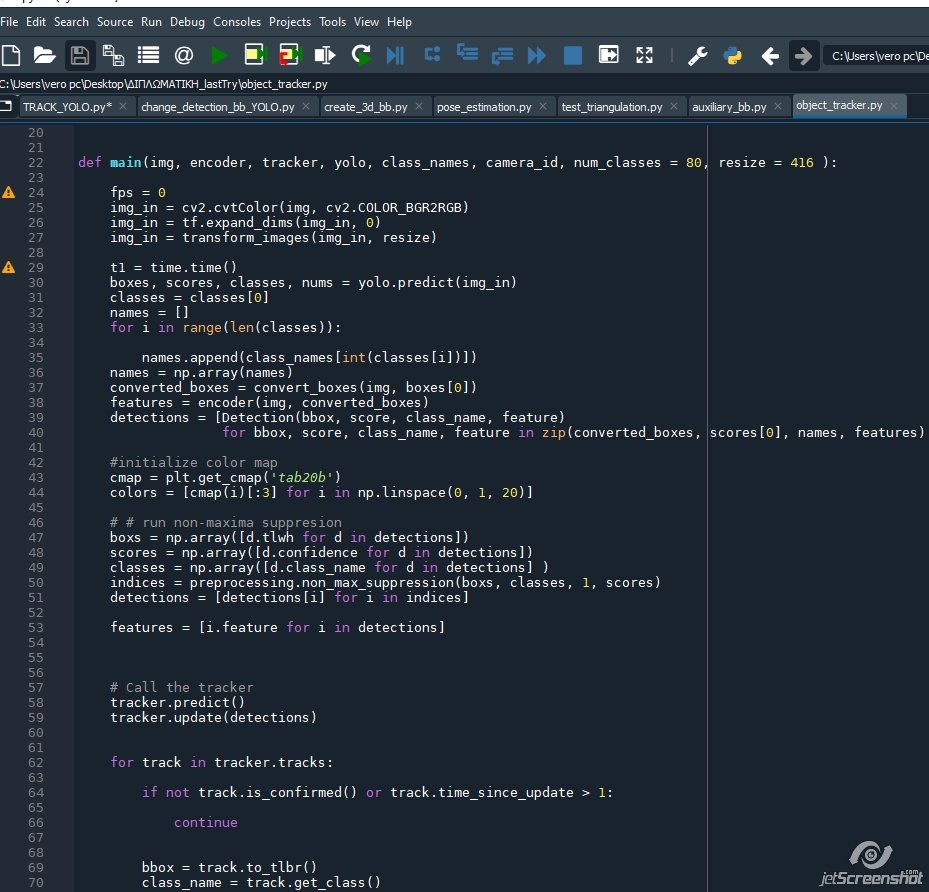 File Edit Search Source Run Debug Consoles Projects Tools View Help
C:\Users\vero pc\De
C:\Users\vero pc\Desktop\ΔΙΠΛΩΜΑΤΙΚΗ_lastTry\object_tracker.py
TRACK_YOLO.py* × change_detection_bb_YOLO.py × create_3d_bb.py × pose_estimation.py × test_triangulation.py × auxiliary_bb.py × object_tracker.py ×
20
21
22 def main(img, encoder, tracker, yolo, class_names, camera_id, num_classes = 80, resize = 416 ):
23
24 fps = 0
25 img_in = cv2.cvtColor(img, cv2.COLOR_BGR2RGB)
26 img_in = tf.expand_dims(img_in, 0)
27 img_in = transform_images(img_in, resize)
28
29 t1 = time.time()
30 boxes, scores, classes, nums = yolo.predict(img_in)
31 classes = classes[0]
32 names = []
33 for i in range(len(classes)):
34
35 names.append(class_names[int(classes[i])])
36 names = np.array(names)
37 converted_boxes = convert_boxes(img, boxes[0])
38 features = encoder(img, converted_boxes)
39 detections = [Detection(bbox, score, class_name, feature)
40 for bbox, score, class_name, feature in zip(converted_boxes, scores[0], names, features)
41
42 #initialize color map
43 cmap = plt.get_cmap('tab20b')
44 colors = [cmap(i)[:3] for i in np.linspace(0, 1, 20)]
45
46 # # run non-maxima suppresion
47 boxs = np.array([d.tlwh for d in detections])
48 scores = np.array([d.confidence for d in detections])
49 classes = np.array([d.class_name for d in detections] )
50 indices = preprocessing.non_max_suppression(boxs, classes, 1, scores)
51 detections = [detections[i] for i in indices]
52
53 features = [i.feature for i in detections]
54
55
56
57 # Call the tracker
58 tracker.predict()
59 tracker.update(detections)
60
61
62 for track in tracker.tracks:
63
64 if not track.is_confirmed() or track.time_since_update > 1:
65
66 continue
67
68
69 bbox = track.to_tlbr()
70 class_name = track.get_class()
jetScreenshot.com